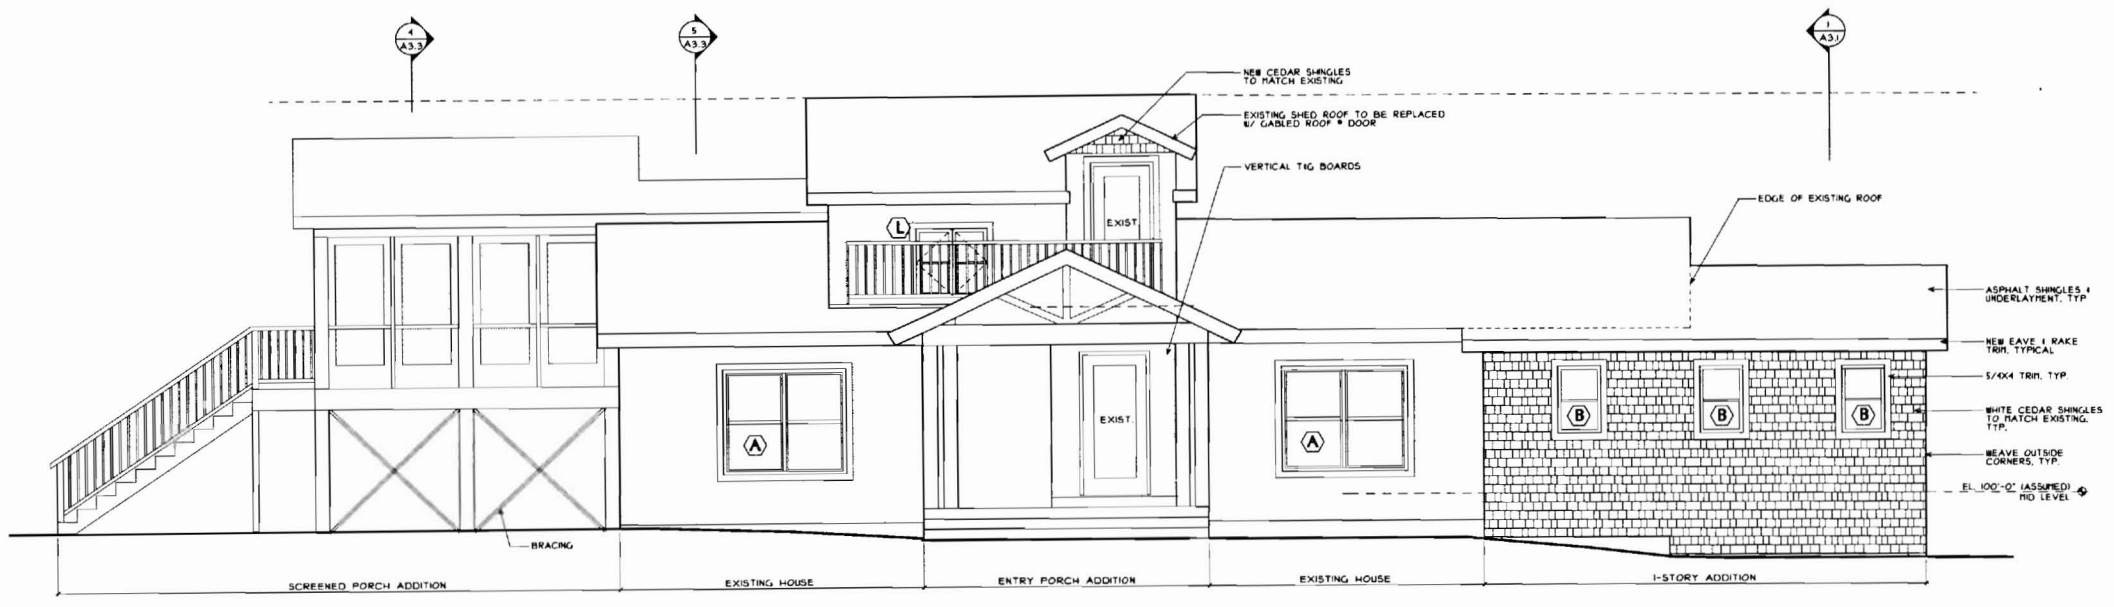 4
A3.3
5
A3.3
1
A3.1
NEW CEDAR SHINGLES
TO MATCH EXISTING
EXISTING SHED ROOF TO BE REPLACED
W/ GABLED ROOF & DOOR
VERTICAL T&G BOARDS
EDGE OF EXISTING ROOF
L
EXIST.
ASPHALT SHINGLES &
UNDERLAYMENT, TYP
NEW EAVE & RAKE
TRIM, TYPICAL
5/4X4 TRIM, TYP.
WHITE CEDAR SHINGLES
TO MATCH EXISTING,
TYP.
WEAVE OUTSIDE
CORNERS, TYP.
EL. 100'-0" (ASSUMED)
MID LEVEL
A
EXIST.
A
B
B
B
BRACING
SCREENED PORCH ADDITION
EXISTING HOUSE
ENTRY PORCH ADDITION
EXISTING HOUSE
1-STORY ADDITION